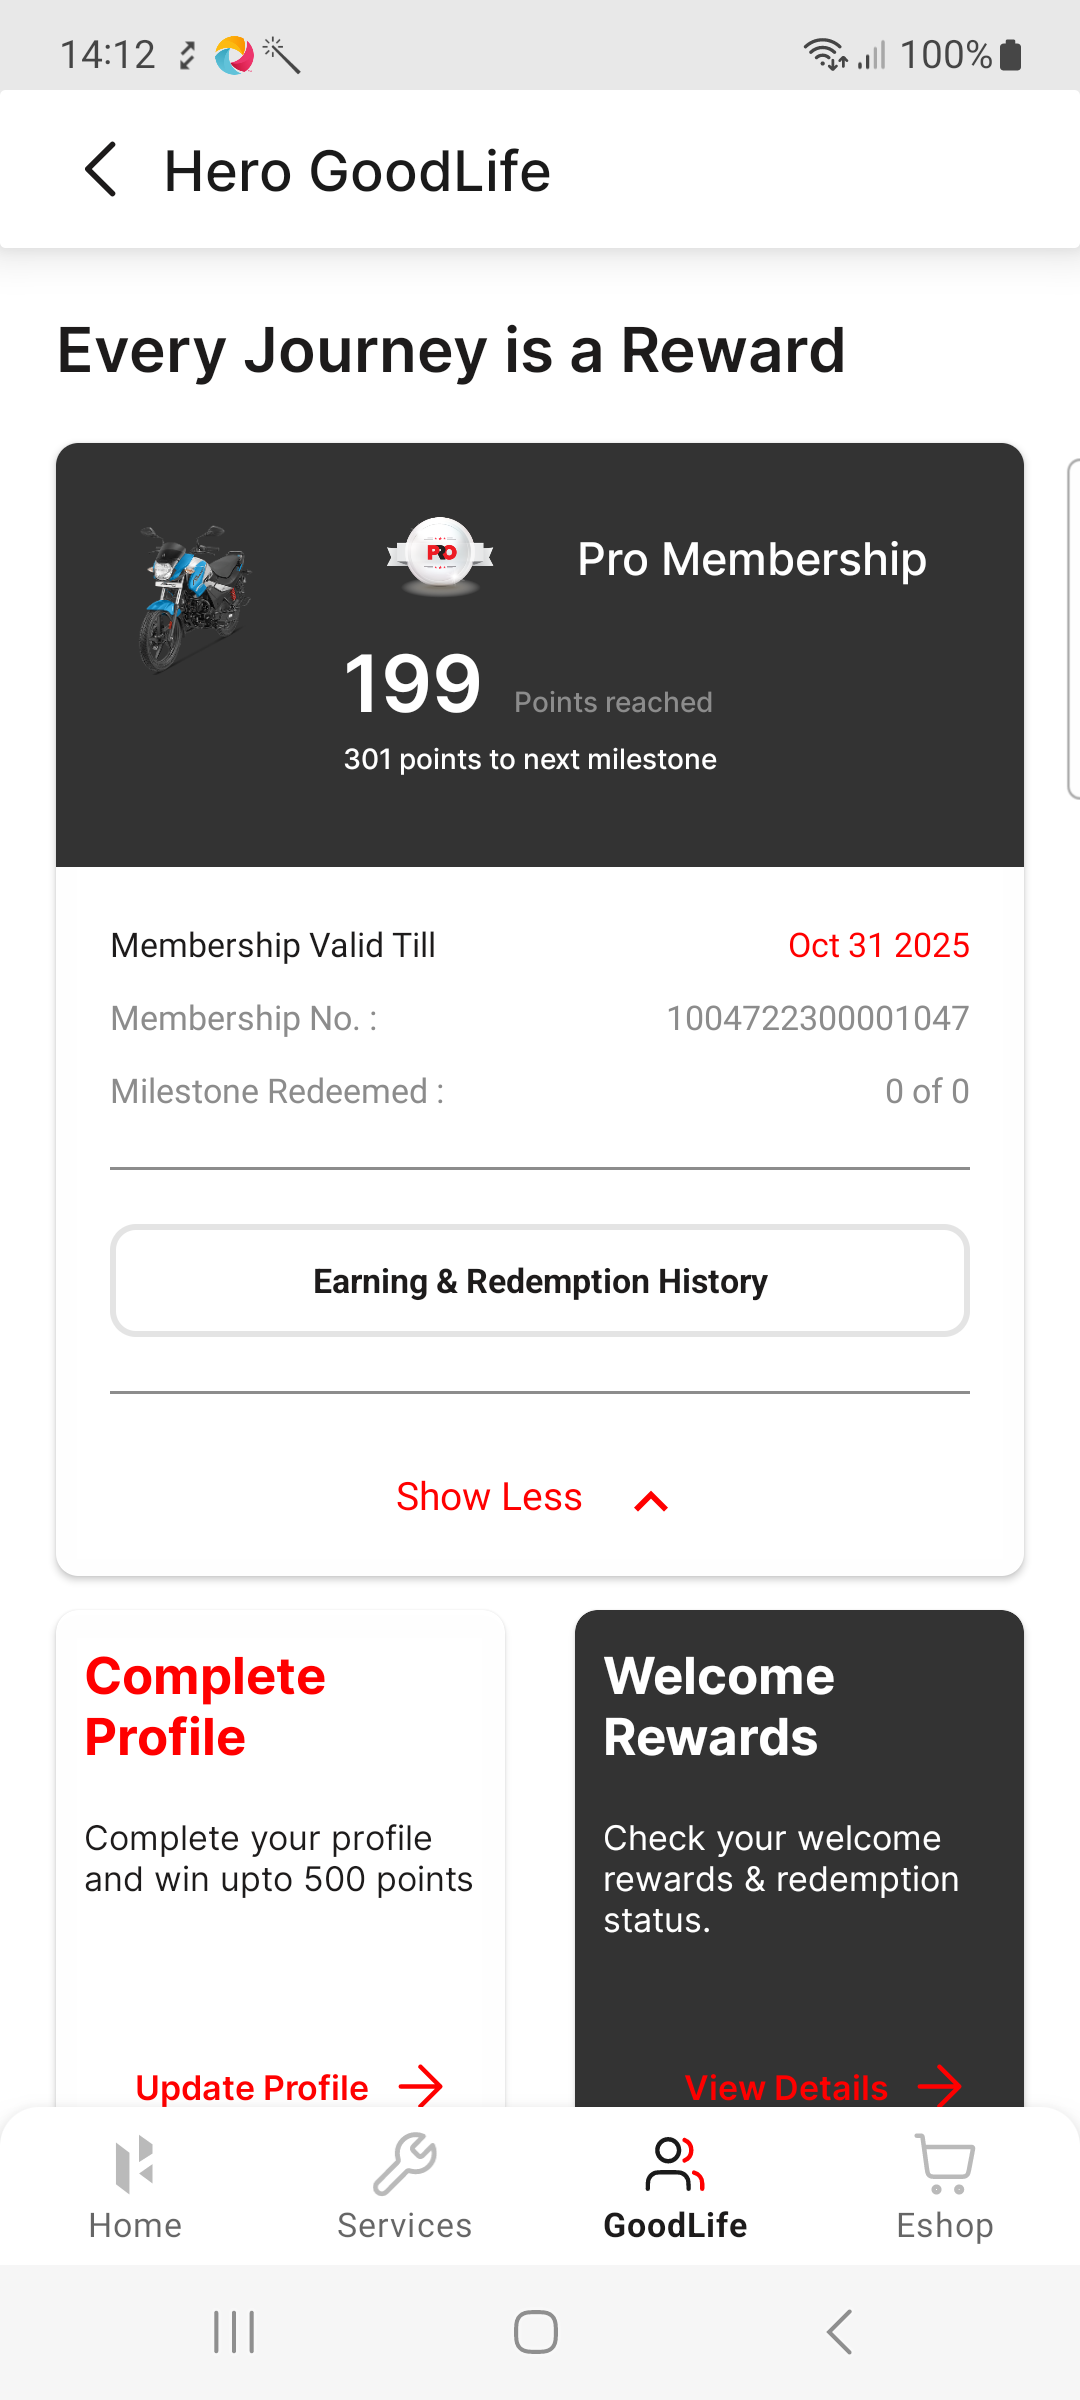 14:12
100%
Hero GoodLife
Every Journey is a Reward
PRO
Pro Membership
199 Points reached
301 points to next milestone
Membership Valid Till Oct 31 2025
Membership No. : 1004722300001047
Milestone Redeemed : 0 of 0
Earning & Redemption History
Show Less
Complete
Profile
Complete your profile
and win upto 500 points
Update Profile
Welcome
Rewards
Check your welcome
rewards & redemption
status.
View Details
Home
Services
GoodLife
Eshop